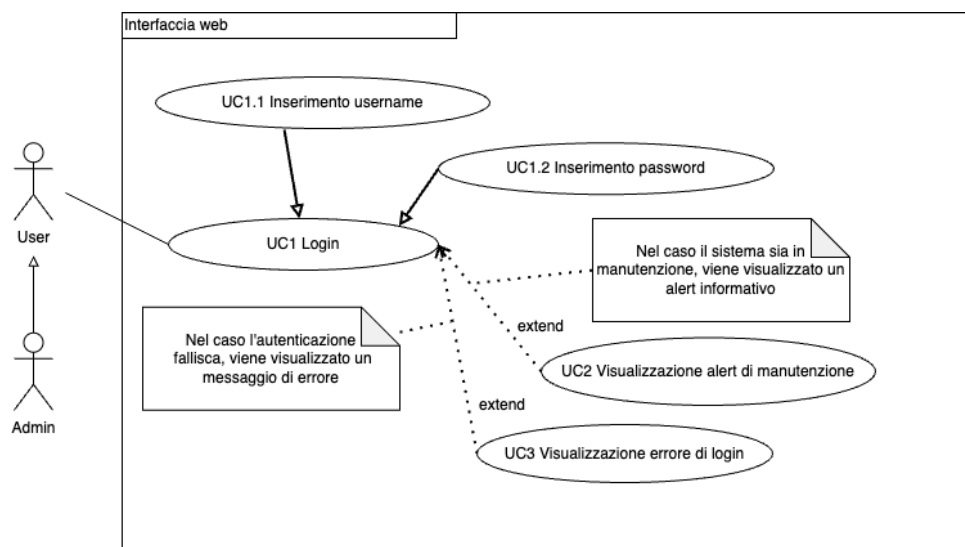 Interfaccia web
UC1.1 Inserimento username
UC1.2 Inserimento password
User
UC1 Login
Nel caso il sistema sia in
manutenzione, viene visualizzato un
alert informativo
Nel caso l'autenticazione
fallisca, viene visualizzato un
messaggio di errore
extend
UC2 Visualizzazione alert di manutenzione
extend
Admin
UC3 Visualizzazione errore di login